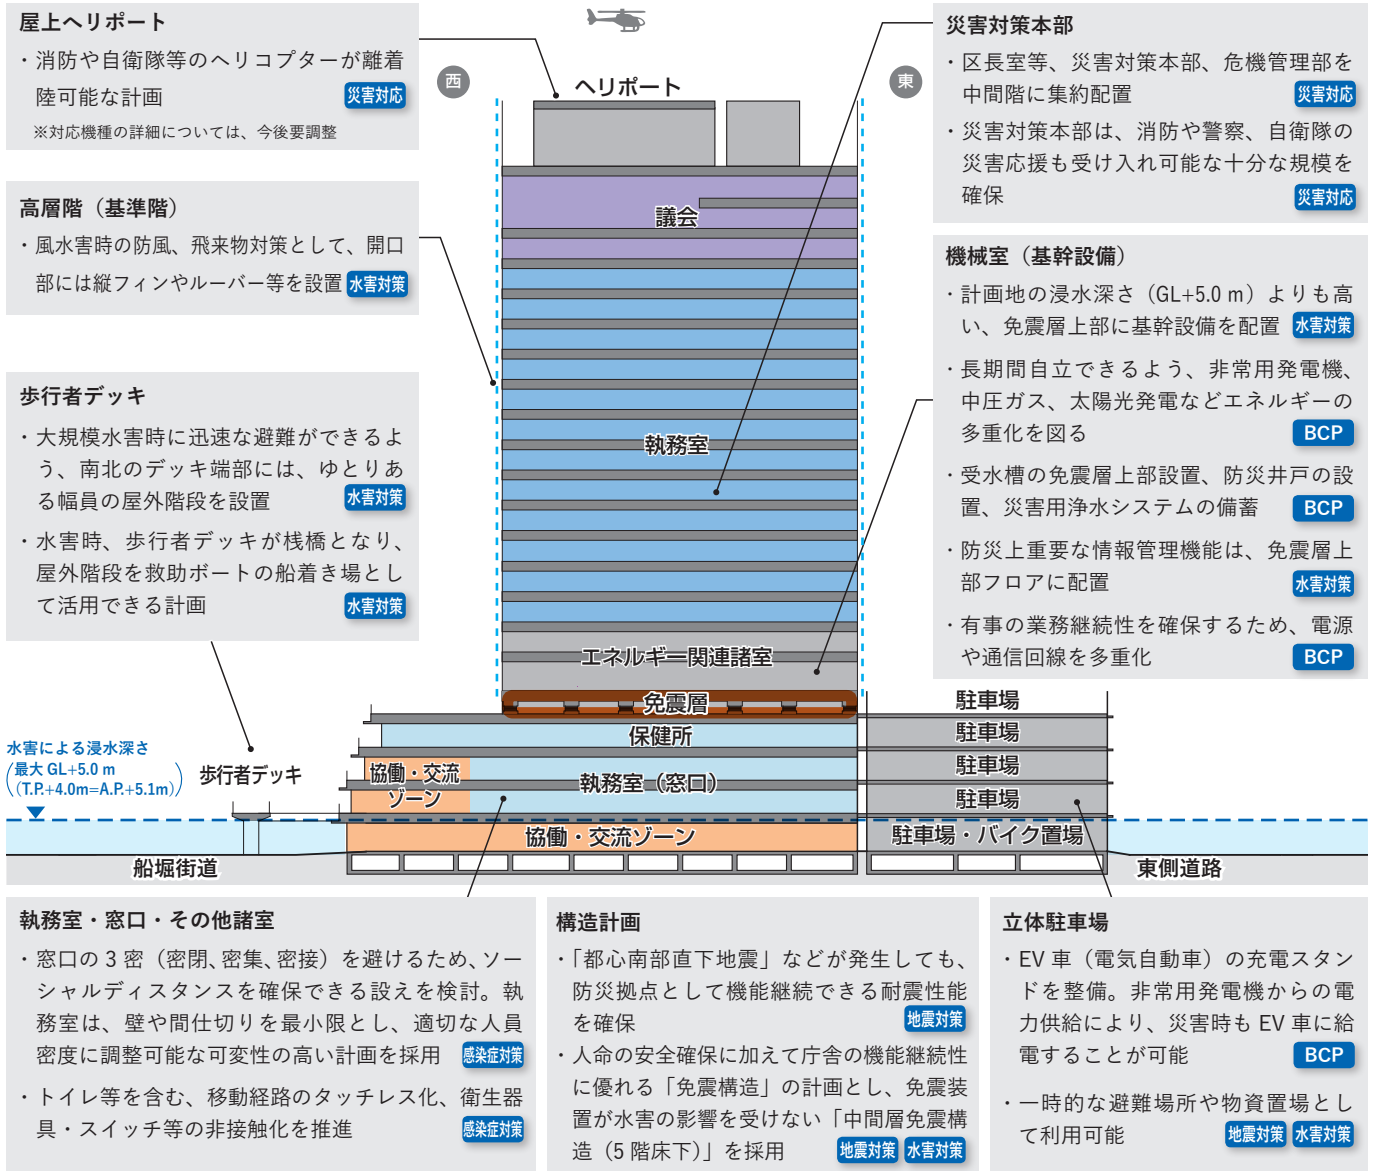 屋上ヘリポート
・消防や自衛隊等のヘリコプターが離着
陸可能な計画
災害対応
※対応機種の詳細については、今後要調整
高層階（基準階）
・風水害時の防風、飛来物対策として、開口
部には縦フィンやルーバー等を設置 水害対策
歩行者デッキ
・大規模水害時に迅速な避難ができるよ
う、南北のデッキ端部には、ゆとりあ
る幅員の屋外階段を設置 水害対策
・水害時、歩行者デッキが桟橋となり、
屋外階段を救助ボートの船着き場とし
て活用できる計画 水害対策
西
ヘリポート
東
議会
執務室
エネルギー関連諸室
免震層
保健所
協働・交流
ゾーン
執務室（窓口）
協働・交流ゾーン
駐車場
駐車場
駐車場
駐車場
駐車場・バイク置場
水害による浸水深さ
最大 GL+5.0 m
(T.P.+4.0m=A.P.+5.1m)
歩行者デッキ
船堀街道
東側道路
災害対策本部
・区長室等、災害対策本部、危機管理部を
中間階に集約配置 災害対応
・災害対策本部は、消防や警察、自衛隊の
災害応援も受け入れ可能な十分な規模を
確保 災害対応
機械室（基幹設備）
・計画地の浸水深さ（GL+5.0 m）よりも高
い、免震層上部に基幹設備を配置 水害対策
・長期間自立できるよう、非常用発電機、
中圧ガス、太陽光発電などエネルギーの
多重化を図る BCP
・受水槽の免震層上部設置、防災井戸の設
置、災害用浄水システムの備蓄 BCP
・防災上重要な情報管理機能は、免震層上
部フロアに配置 水害対策
・有事の業務継続性を確保するため、電源
や通信回線を多重化 BCP
執務室・窓口・その他諸室
・窓口の 3 密（密閉、密集、密接）を避けるため、ソー
シャルディスタンスを確保できる設えを検討。執
務室は、壁や間仕切りを最小限とし、適切な人員
密度に調整可能な可変性の高い計画を採用 感染症対策
・トイレ等を含む、移動経路のタッチレス化、衛生器
具・スイッチ等の非接触化を推進 感染症対策
構造計画
・「都心南部直下地震」などが発生しても、
防災拠点として機能継続できる耐震性能
を確保 地震対策
・人命の安全確保に加えて庁舎の機能継続性
に優れる「免震構造」の計画とし、免震装
置が水害の影響を受けない「中間層免震構
造（5 階床下）」を採用 地震対策 水害対策
立体駐車場
・EV 車（電気自動車）の充電スタン
ドを整備。非常用発電機からの電
力供給により、災害時も EV 車に給
電することが可能 BCP
・一時的な避難場所や物資置場とし
て利用可能 地震対策 水害対策